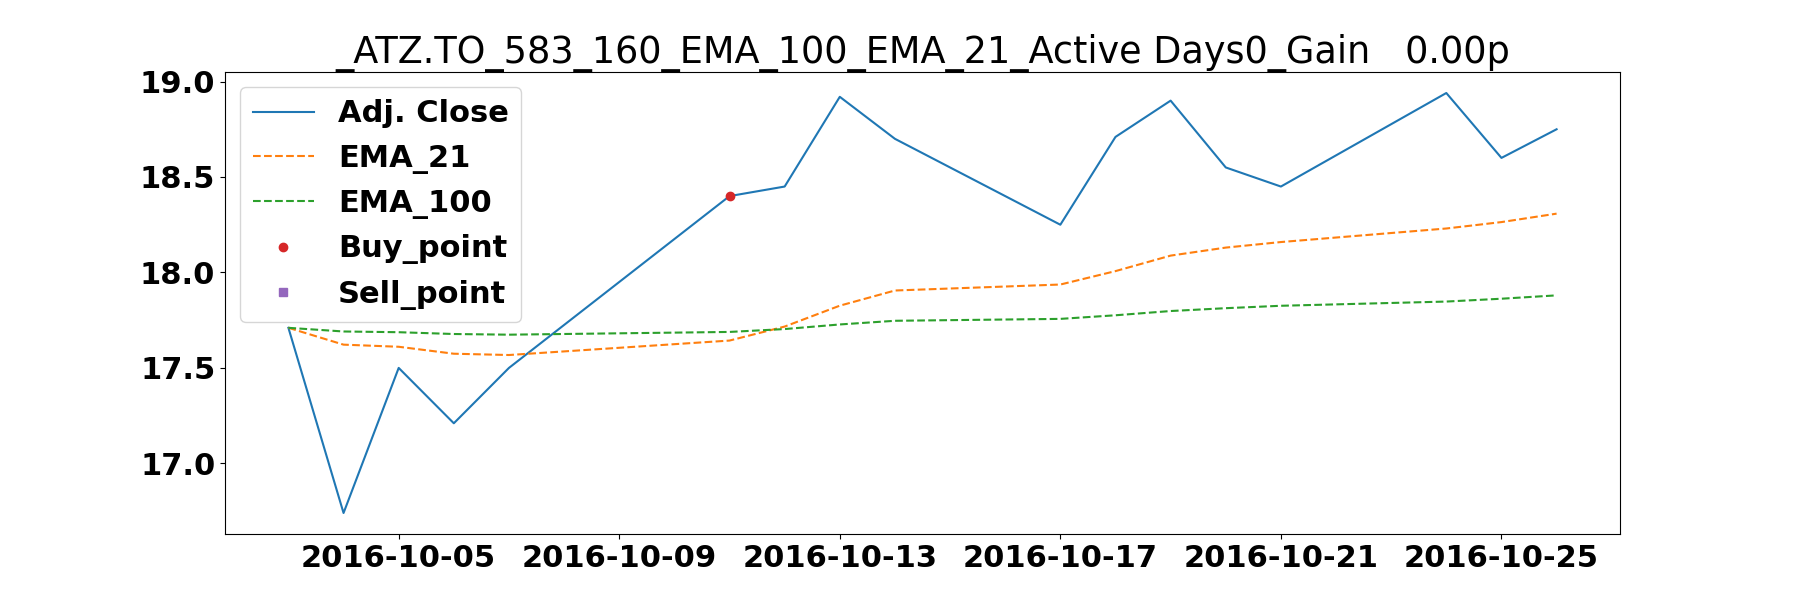 _ATZ.TO_583_160_EMA_100_EMA_21_Active Days0_Gain   0.00p
19.0
18.5
18.0
17.5
17.0
Adj. Close
EMA_21
EMA_100
Buy_point
Sell_point
2016-10-05 2016-10-09 2016-10-13 2016-10-17 2016-10-21 2016-10-25